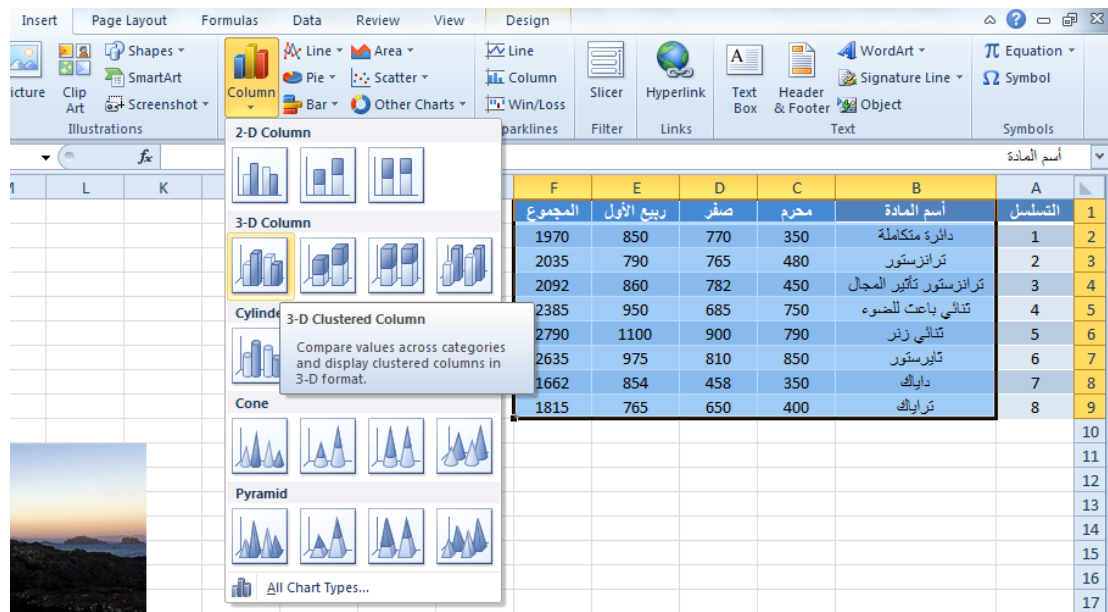 Insert Page Layout Formulas Data Review View Design
Shapes Column Line Area Line WordArt Equation
SmartArt Pie Scatter Column Signature Line Symbol
icture Clip Art Screenshot Bar Other Charts Win/Loss Slicer Hyperlink Text Box Header & Footer Object
Illustrations parklines Filter Links Text Symbols
fx أسم المادة
L K F E D C B A
2-D Column
3-D Column
Cylinde
3-D Clustered Column
Compare values across categories
and display clustered columns in
3-D format.
Cone
Pyramid
All Chart Types...
1 التسلسل أسم المادة محرم صفر ربيع الأول المجموع
2 1 دائرة متكاملة 350 770 850 1970
3 2 ترانزستور 480 765 790 2035
4 3 ترانزستور تأثير المجال 450 782 860 2092
5 4 ثنائي باعث للضوء 750 685 950 2385
6 5 ثنائي زنر 790 900 1100 2790
7 6 ثايرستور 850 810 975 2635
8 7 داياك 350 458 854 1662
9 8 ترياك 400 650 765 1815
10
11
12
13
14
15
16
17